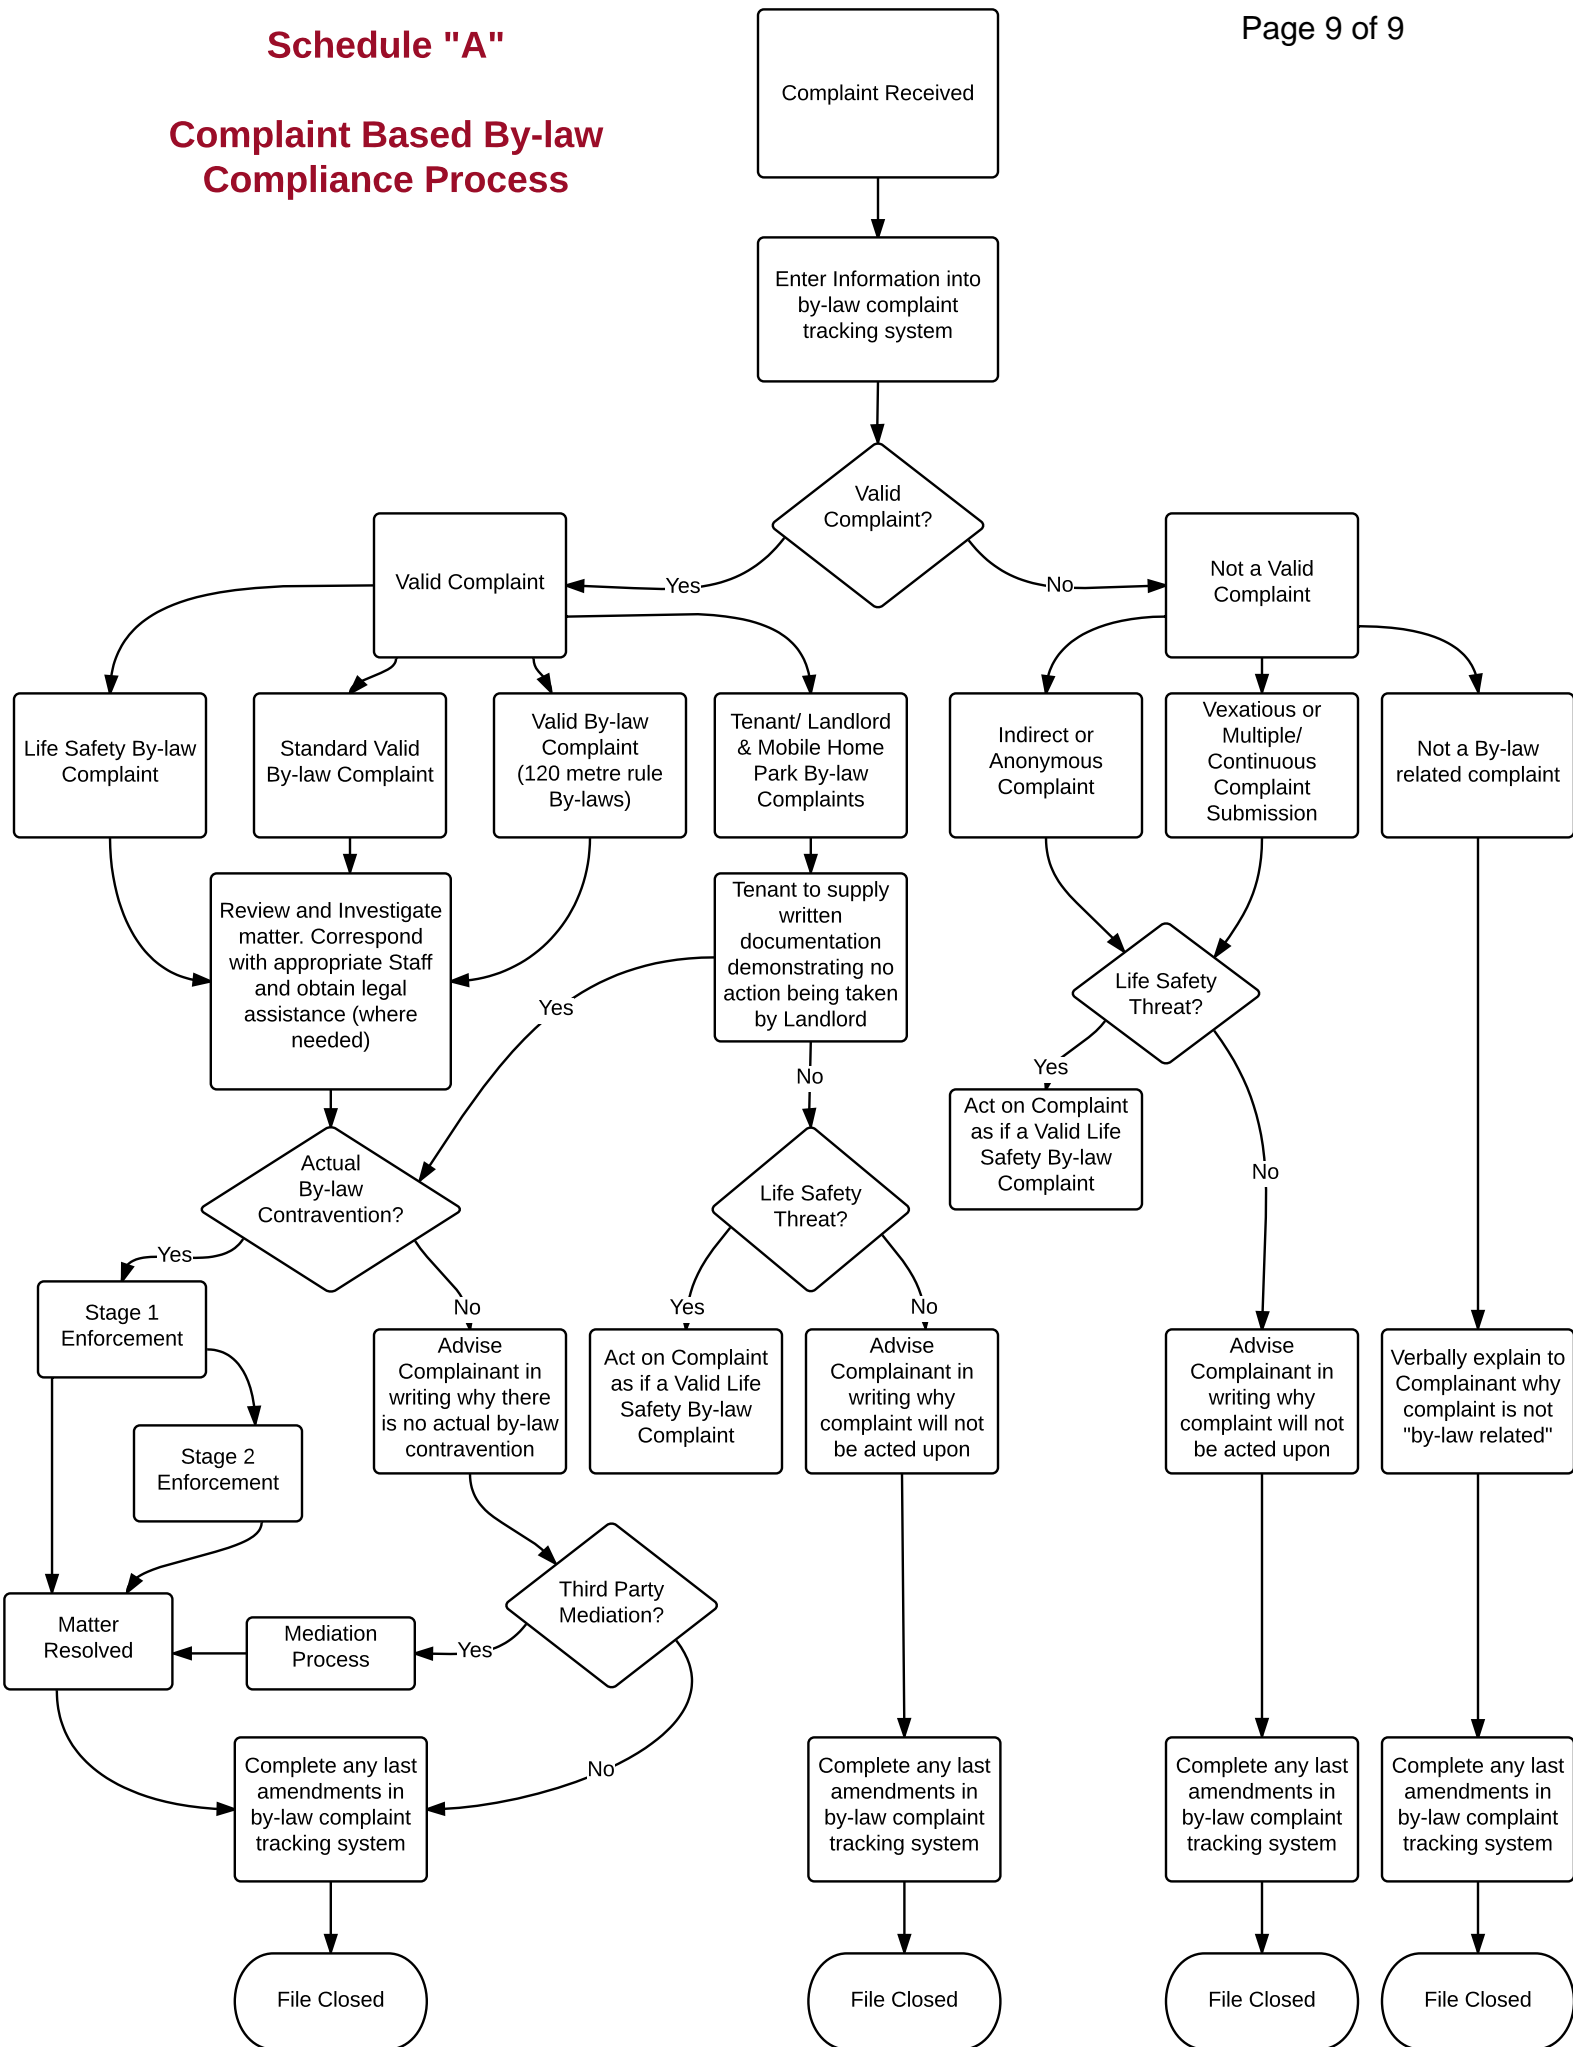 Schedule "A"
Page 9 of 9
Complaint Based By-law
Compliance Process
Complaint Received
Enter Information into
by-law complaint
tracking system
Valid
Complaint?
Yes
No
Valid Complaint
Not a Valid
Complaint
Life Safety By-law
Complaint
Standard Valid
By-law Complaint
Valid By-law
Complaint
(120 metre rule
By-laws)
Tenant/ Landlord
& Mobile Home
Park By-law
Complaints
Indirect or
Anonymous
Complaint
Vexatious or
Multiple/
Continuous
Complaint
Submission
Not a By-law
related complaint
Review and Investigate
matter. Correspond
with appropriate Staff
and obtain legal
assistance (where
needed)
Tenant to supply
written
documentation
demonstrating no
action being taken
by Landlord
Yes
No
Life Safety
Threat?
Yes
No
Act on Complaint
as if a Valid Life
Safety By-law
Complaint
Actual
By-law
Contravention?
Yes
No
Life Safety
Threat?
Yes
No
Stage 1
Enforcement
Stage 2
Enforcement
Advise
Complainant in
writing why there
is no actual by-law
contravention
Act on Complaint
as if a Valid Life
Safety By-law
Complaint
Advise
Complainant in
writing why
complaint will not
be acted upon
Advise
Complainant in
writing why
complaint will not
be acted upon
Verbally explain to
Complainant why
complaint is not
"by-law related"
Third Party
Mediation?
Yes
No
Mediation
Process
Matter
Resolved
Complete any last
amendments in
by-law complaint
tracking system
Complete any last
amendments in
by-law complaint
tracking system
Complete any last
amendments in
by-law complaint
tracking system
Complete any last
amendments in
by-law complaint
tracking system
File Closed
File Closed
File Closed
File Closed